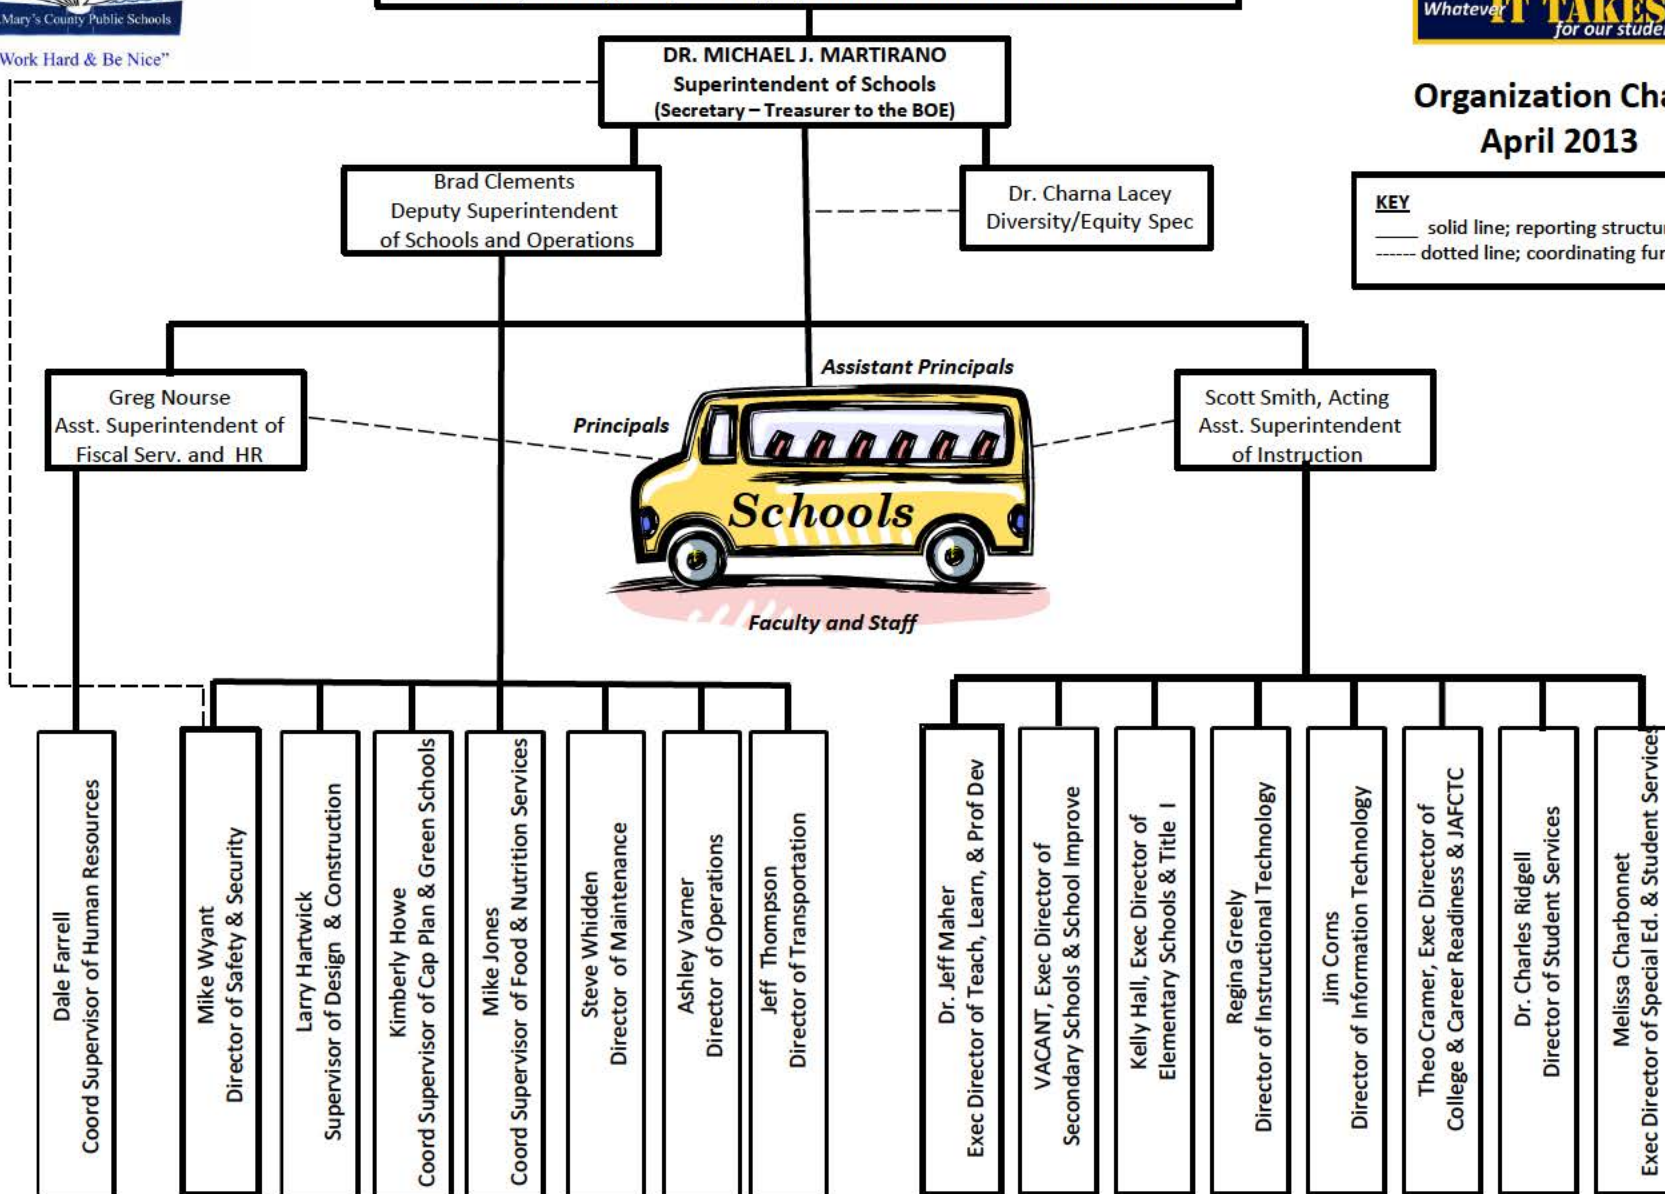 Mary's County Public Schools
Work Hard & Be Nice"
Whatever IT TAKES
for our
DR. MICHAEL J. MARTIRANO
Superintendent of Schools
(Secretary – Treasurer to the BOE)
Organization
April 2013
Brad Clements
Deputy Superintendent
of Schools and Operations
Dr. Charna Lacey
Diversity/Equity Spec
KEY
____ solid line; reporting
------ dotted line; coordinating
Greg Nourse
Asst. Superintendent of
Fiscal Serv. and HR
Assistant Principals
Principals
Schools
Faculty and Staff
Scott Smith, Acting
Asst. Superintendent
of Instruction
Dale Farrell
Coord Supervisor of Human Resources
Mike Wyant
Director of Safety & Security
Larry Hartwick
Supervisor of Design & Construction
Kimberly Howe
Coord Supervisor of Cap Plan & Green Schools
Mike Jones
Coord Supervisor of Food & Nutrition Services
Steve Whidden
Director of Maintenance
Ashley Varner
Director of Operations
Jeff Thompson
Director of Transportation
Dr. Jeff Maher
Exec Director of Teach, Learn, & Prof Dev
VACANT, Exec Director of
Secondary Schools & School Improve
Kelly Hall, Exec Director of
Elementary Schools & Title I
Regina Greely
Director of Instructional Technology
Jim Corns
Director of Information Technology
Theo Cramer, Exec Director of
College & Career Readiness & JAFCTC
Dr. Charles Ridgell
Director of Student Services
Melissa Charbonnet
Exec Director of Special Ed. & Student Services